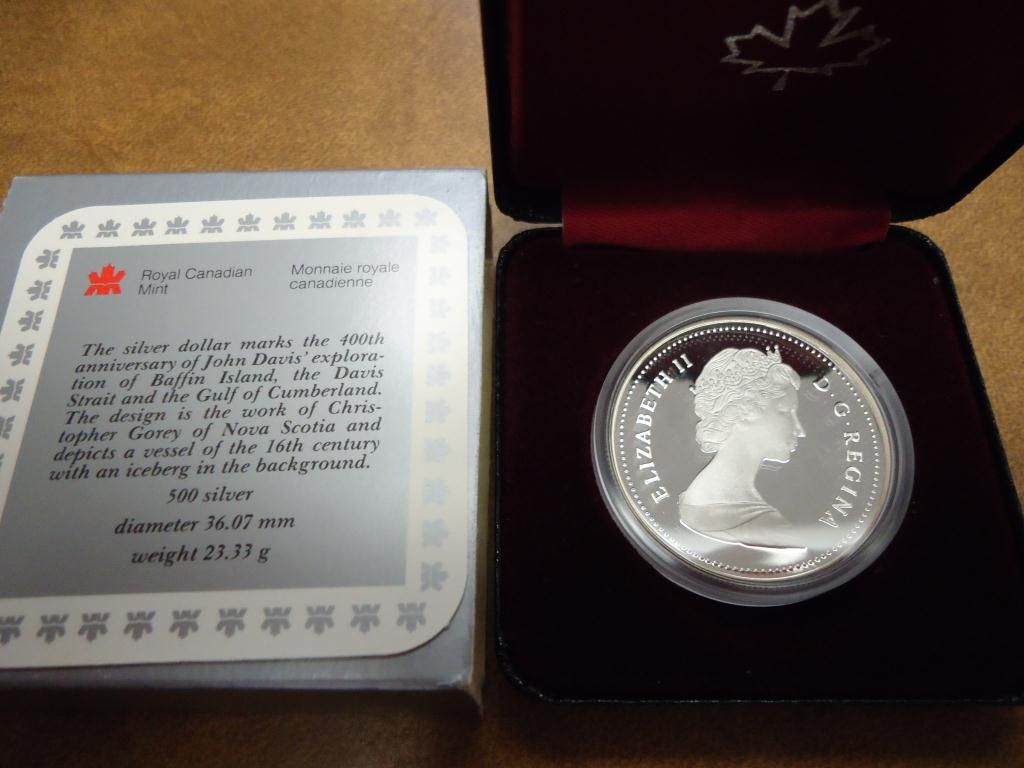 Royal Canadian
Mint
Monnaie royale
canadienne
The silver dollar marks the 400th
anniversary of John Davis' explora-
tion of Baffin Island, the Davis
Strait and the Gulf of Cumberland.
The design is the work of Chris-
topher Gorey of Nova Scotia and
depicts a vessel of the 16th century
with an iceberg in the background.
500 silver
diameter 36.07 mm
weight 23.33 g
ELIZABETH II
D·G·REGINA